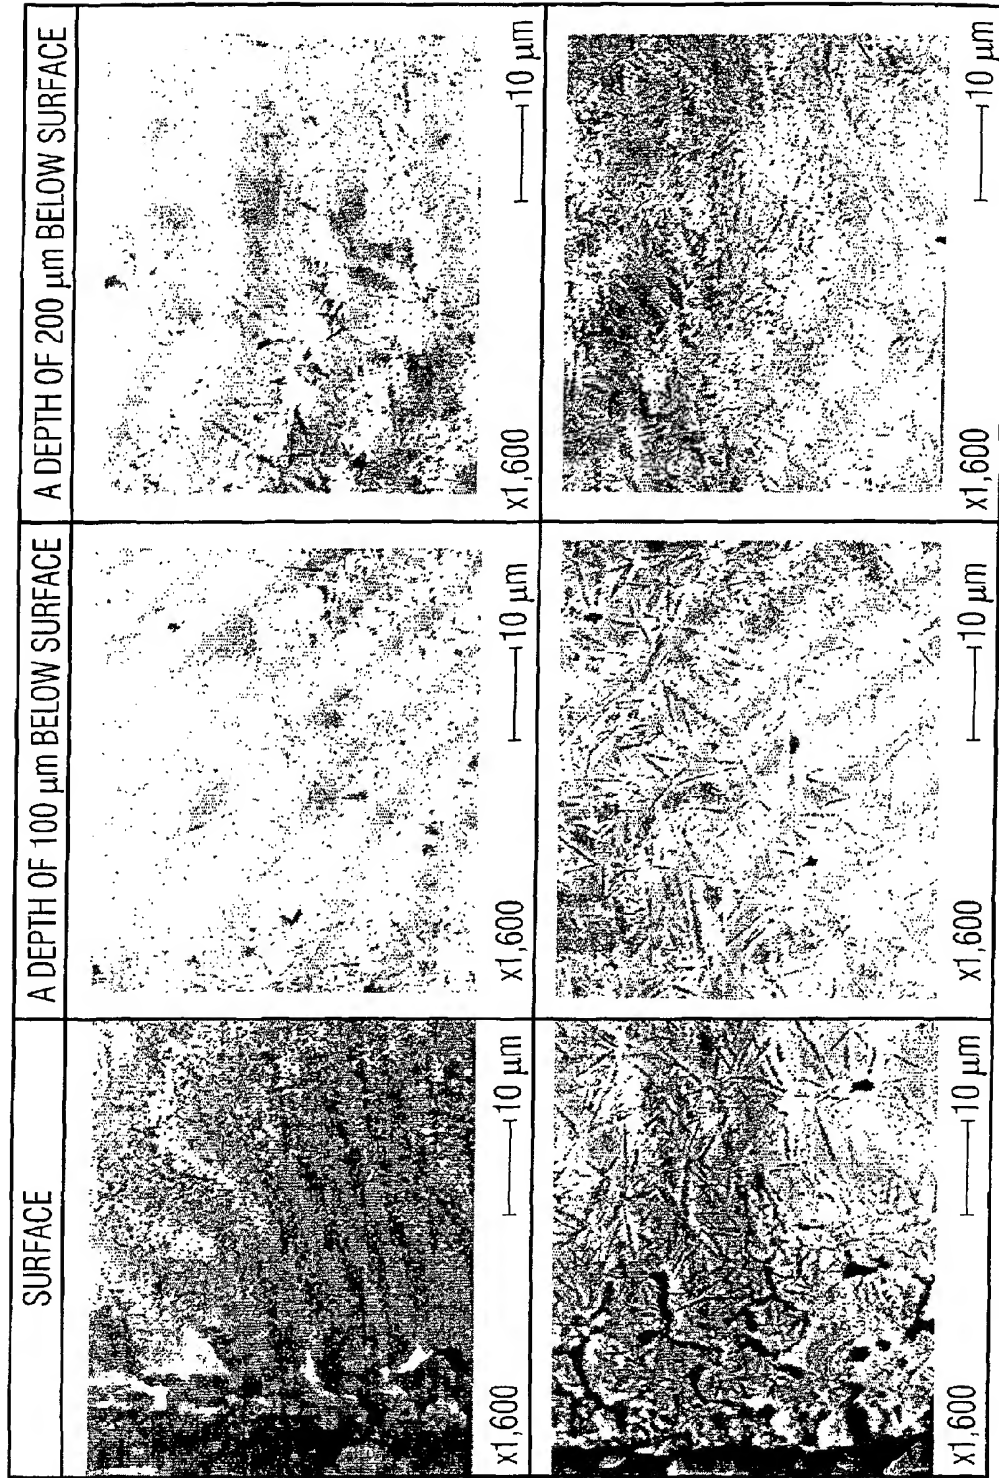 SURFACE
A DEPTH OF 100 μm BELOW SURFACE
A DEPTH OF 200 μm BELOW SURFACE
x1,600
10 μm
x1,600
10 μm
x1,600
10 μm
x1,600
10 μm
x1,600
10 μm
x1,600
10 μm